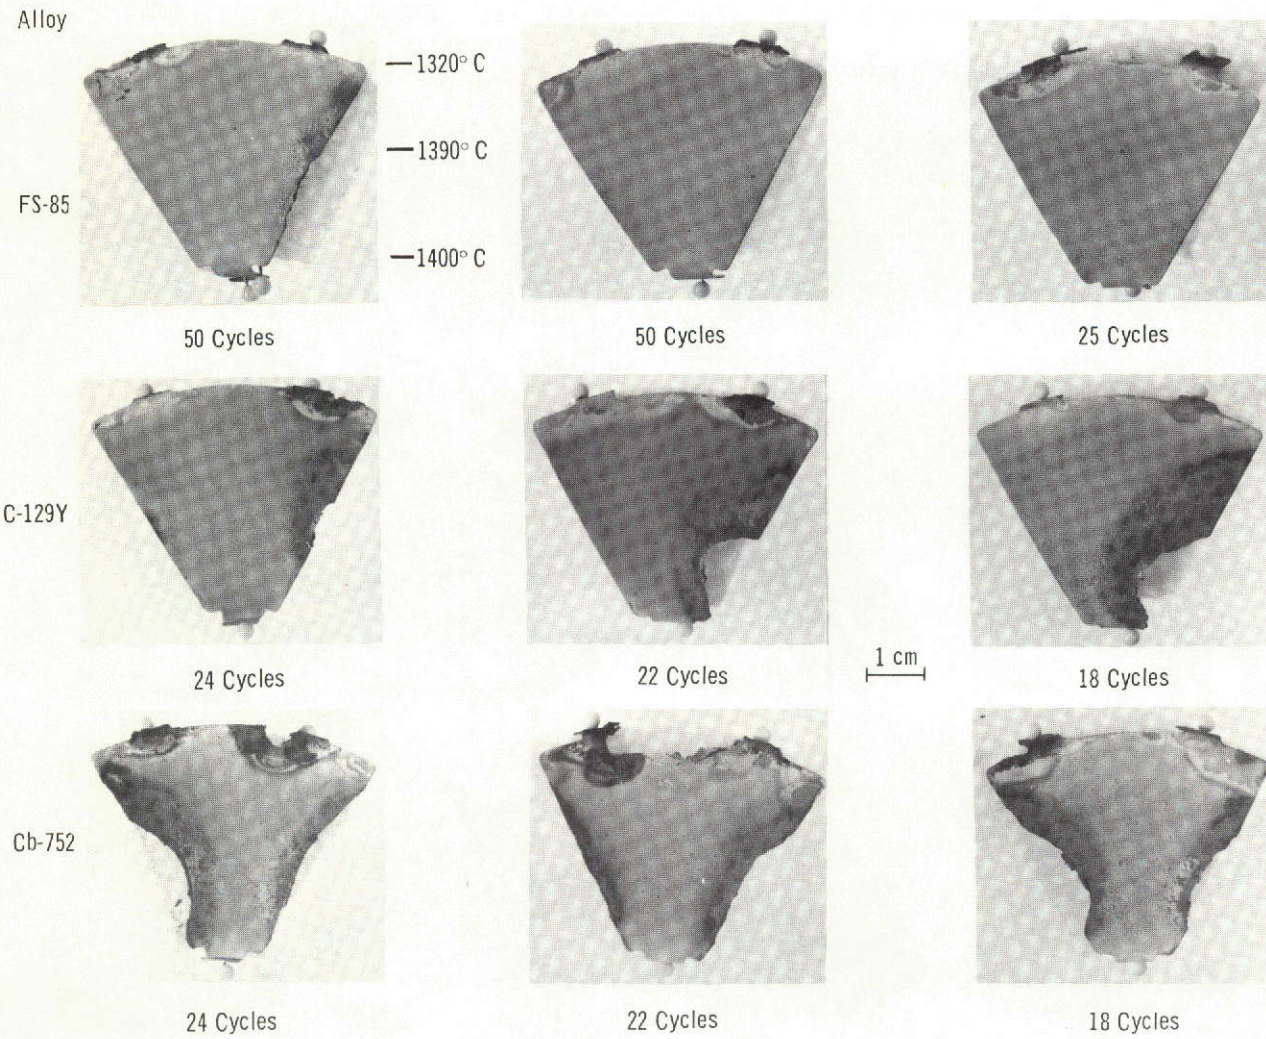 Alloy
1320° C
1390° C
FS-85
1400° C
50 Cycles
50 Cycles
25 Cycles
C-129Y
1 cm
24 Cycles
22 Cycles
18 Cycles
Cb-752
24 Cycles
22 Cycles
18 Cycles